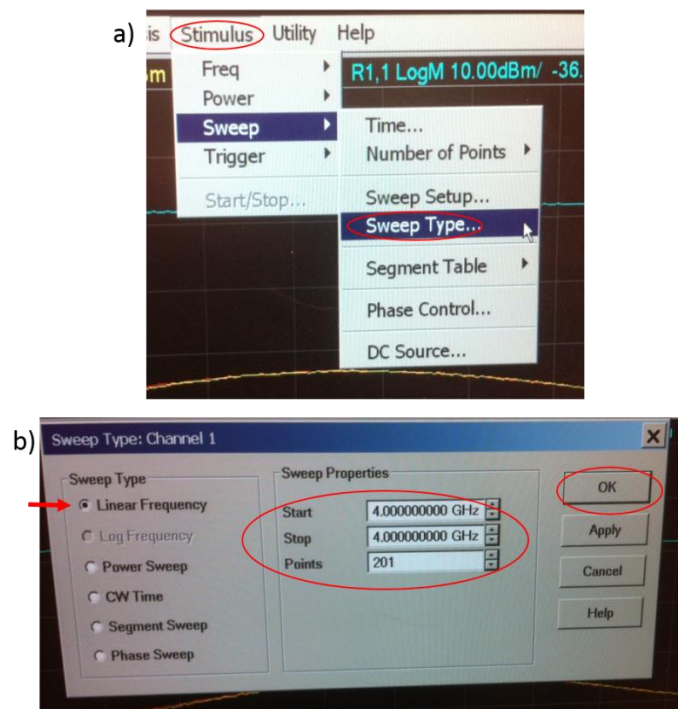 a)
is Stimulus Utility Help
m
R1,1 LogM 10.00dBm/ -36.
Freq
Power
Sweep
Trigger
Start/Stop...
Time...
Number of Points
Sweep Setup...
Sweep Type...
Segment Table
Phase Control...
DC Source...
b)
Sweep Type: Channel 1
Sweep Type
Linear Frequency
Log Frequency
Power Sweep
CW Time
Segment Sweep
Phase Sweep
Sweep Properties
Start 4.000000000 GHz
Stop 4.000000000 GHz
Points 201
OK
Apply
Cancel
Help